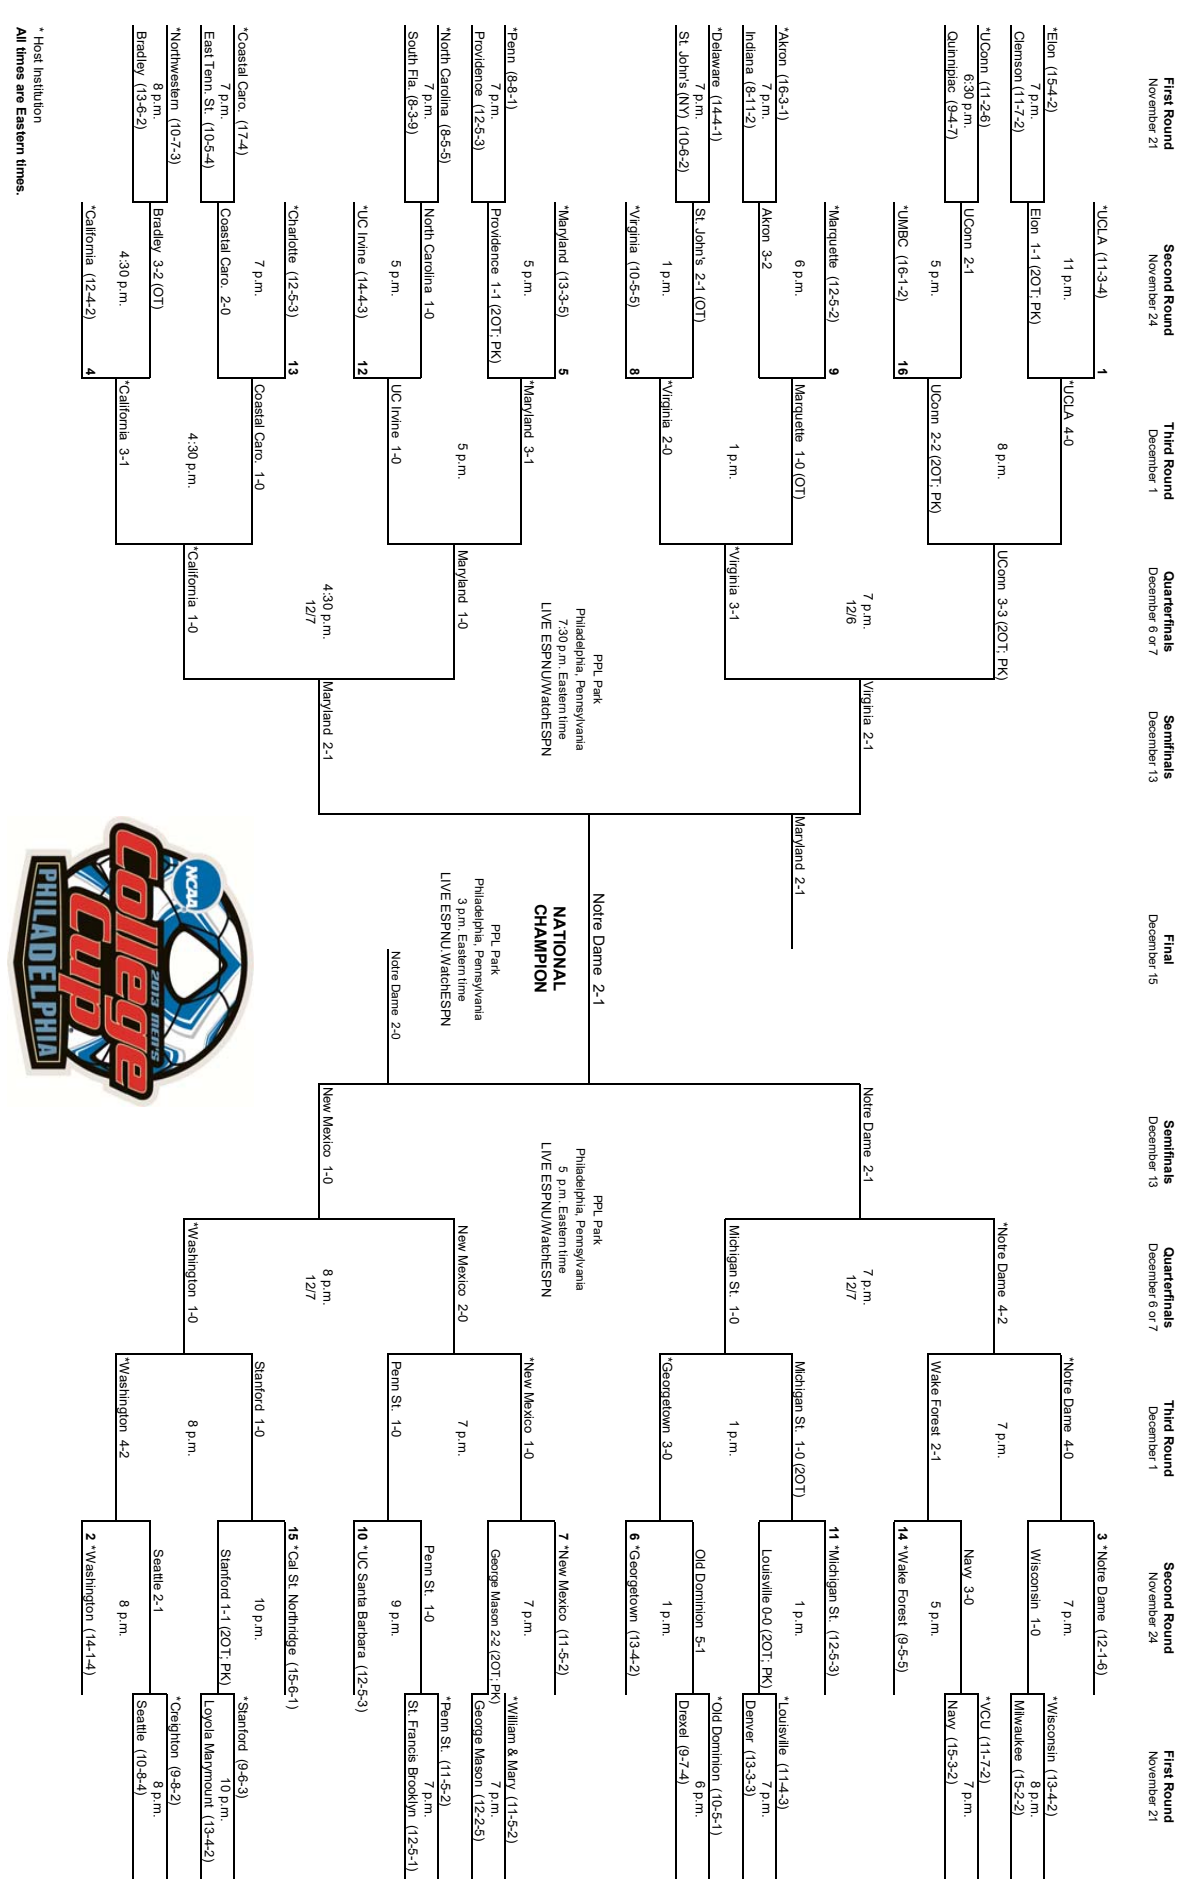 First Round
November 21
Second Round
November 24
Third Round
December 1
Quarterfinals
December 6 or 7
Semifinals
December 13
Final
December 15
Semifinals
December 13
Quarterfinals
December 6 or 7
Third Round
December 1
Second Round
November 24
First Round
November 21
*Elon (15-4-2)
7 p.m.
Clemson (11-7-2)
*UConn (11-2-6)
6:30 p.m.
Quinnipiac (9-4-7)
*Akron (16-3-1)
7 p.m.
Indiana (8-11-2)
*Delaware (14-4-1)
7 p.m.
St. John's (NY) (10-6-2)
*Penn (8-8-1)
7 p.m.
Providence (12-5-3)
*North Carolina (8-5-5)
7 p.m.
South Fla. (8-3-9)
*Coastal Caro. (17-4)
7 p.m.
East Tenn. St. (10-5-4)
*Northwestern (10-7-3)
8 p.m.
Bradley (13-6-2)
*UCLA (11-3-4)
1
11 p.m.
Elon 1-1 (2OT; PK)
UConn 2-1
5 p.m.
*UMBC (16-1-2)
16
*Marquette (12-5-2)
9
6 p.m.
Akron 3-2
St. John's 2-1 (OT)
1 p.m.
*Virginia (10-5-5)
8
*Maryland (13-3-5)
5
5 p.m.
Providence 1-1 (2OT; PK)
North Carolina 1-0
5 p.m.
*UC Irvine (14-4-3)
12
*Charlotte (12-5-3)
13
7 p.m.
Coastal Caro. 2-0
Bradley 3-2 (OT)
4:30 p.m.
*California (12-4-2)
4
*UCLA 4-0
8 p.m.
UConn 2-2 (2OT; PK)
Marquette 1-0 (OT)
1 p.m.
*Virginia 2-0
*Maryland 3-1
5 p.m.
UC Irvine 1-0
Coastal Caro. 1-0
4:30 p.m.
*California 3-1
UConn 3-3 (2OT; PK)
7 p.m.
12/6
*Virginia 3-1
Maryland 1-0
4:30 p.m.
12/7
*California 1-0
Virginia 2-1
PPL Park
Philadelphia, Pennsylvania
7:30 p.m. Eastern time
LIVE ESPNU/WatchESPN
Maryland 2-1
Maryland 2-1
Notre Dame 2-1
NATIONAL
CHAMPION
PPL Park
Philadelphia, Pennsylvania
3 p.m. Eastern time
LIVE ESPNU.WatchESPN
Notre Dame 2-0
Notre Dame 2-1
PPL Park
Philadelphia, Pennsylvania
5 p.m. Eastern time
LIVE ESPNU/WatchESPN
New Mexico 1-0
*Notre Dame 4-2
7 p.m.
12/7
Michigan St. 1-0
New Mexico 2-0
8 p.m.
12/7
*Washington 1-0
*Notre Dame 4-0
7 p.m.
Wake Forest 2-1
Michigan St. 1-0 (2OT)
1 p.m.
*Georgetown 3-0
*New Mexico 1-0
7 p.m.
Penn St. 1-0
Stanford 1-0
8 p.m.
*Washington 4-2
3 *Notre Dame (12-1-6)
7 p.m.
Wisconsin 1-0
Navy 3-0
5 p.m.
14 *Wake Forest (9-5-5)
11 *Michigan St. (12-5-3)
1 p.m.
Louisville 0-0 (2OT; PK)
Old Dominion 5-1
1 p.m.
6 *Georgetown (13-4-2)
7 *New Mexico (11-5-2)
7 p.m.
George Mason 2-2 (2OT; PK)
Penn St. 1-0
9 p.m.
10 *UC Santa Barbara (12-5-3)
15 *Cal St. Northridge (15-6-1)
10 p.m.
Stanford 1-1 (2OT; PK)
Seattle 2-1
8 p.m.
2 *Washington (14-1-4)
*Wisconsin (13-4-2)
8 p.m.
Milwaukee (15-2-2)
*VCU (11-7-2)
7 p.m.
Navy (15-3-2)
*Louisville (11-4-3)
7 p.m.
Denver (13-3-3)
*Old Dominion (10-5-1)
6 p.m.
Drexel (9-7-4)
*William & Mary (11-5-2)
7 p.m.
George Mason (12-2-5)
*Penn St. (11-5-2)
7 p.m.
St. Francis Brooklyn (12-5-1)
*Stanford (9-6-3)
10 p.m.
Loyola Marymount (13-4-2)
*Creighton (9-8-2)
8 p.m.
Seattle (10-8-4)
NCAA
2013 MEN'S
College
Cup
PHILADELPHIA
* Host Institution
All times are Eastern times.